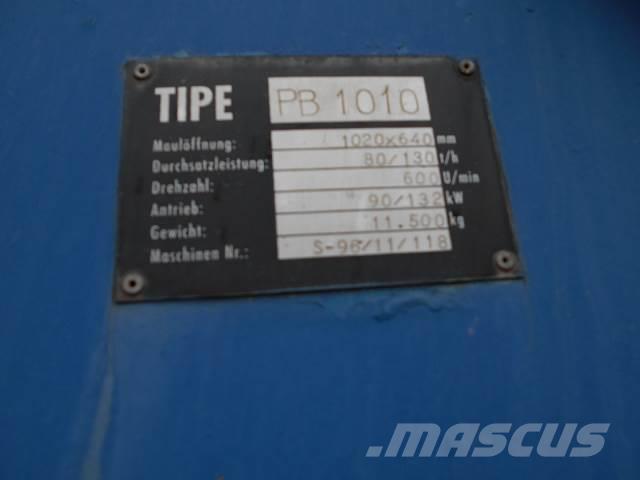 TIPE PB 1010
Maulöffnung: 1020x640 mm
Durchsatzleistung: 80/130 t/h
Drehzahl: 600 U/min
Antrieb: 90/132 kW
Gewicht: 11.500 kg
Maschinen Nr.: S-96/11/118
.MASCUS